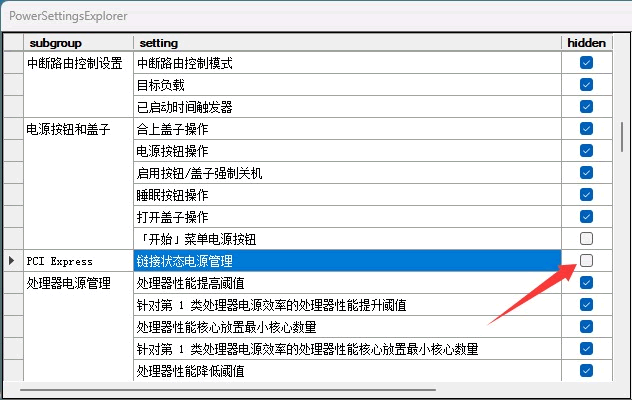 PowerSettingsExplorer
subgroup setting hidden
中断路由控制设置 中断路由控制模式
目标负载
已启动时间触发器
电源按钮和盖子 合上盖子操作
电源按钮操作
启用按钮/盖子强制关机
睡眠按钮操作
打开盖子操作
「开始」菜单电源按钮
PCI Express 链接状态电源管理
处理器电源管理 处理器性能提高阈值
针对第 1 类处理器电源效率的处理器性能提升阈值
处理器性能核心放置最小核心数量
针对第 1 类处理器电源效率的处理器性能核心放置最小核心数量
处理器性能降低阈值